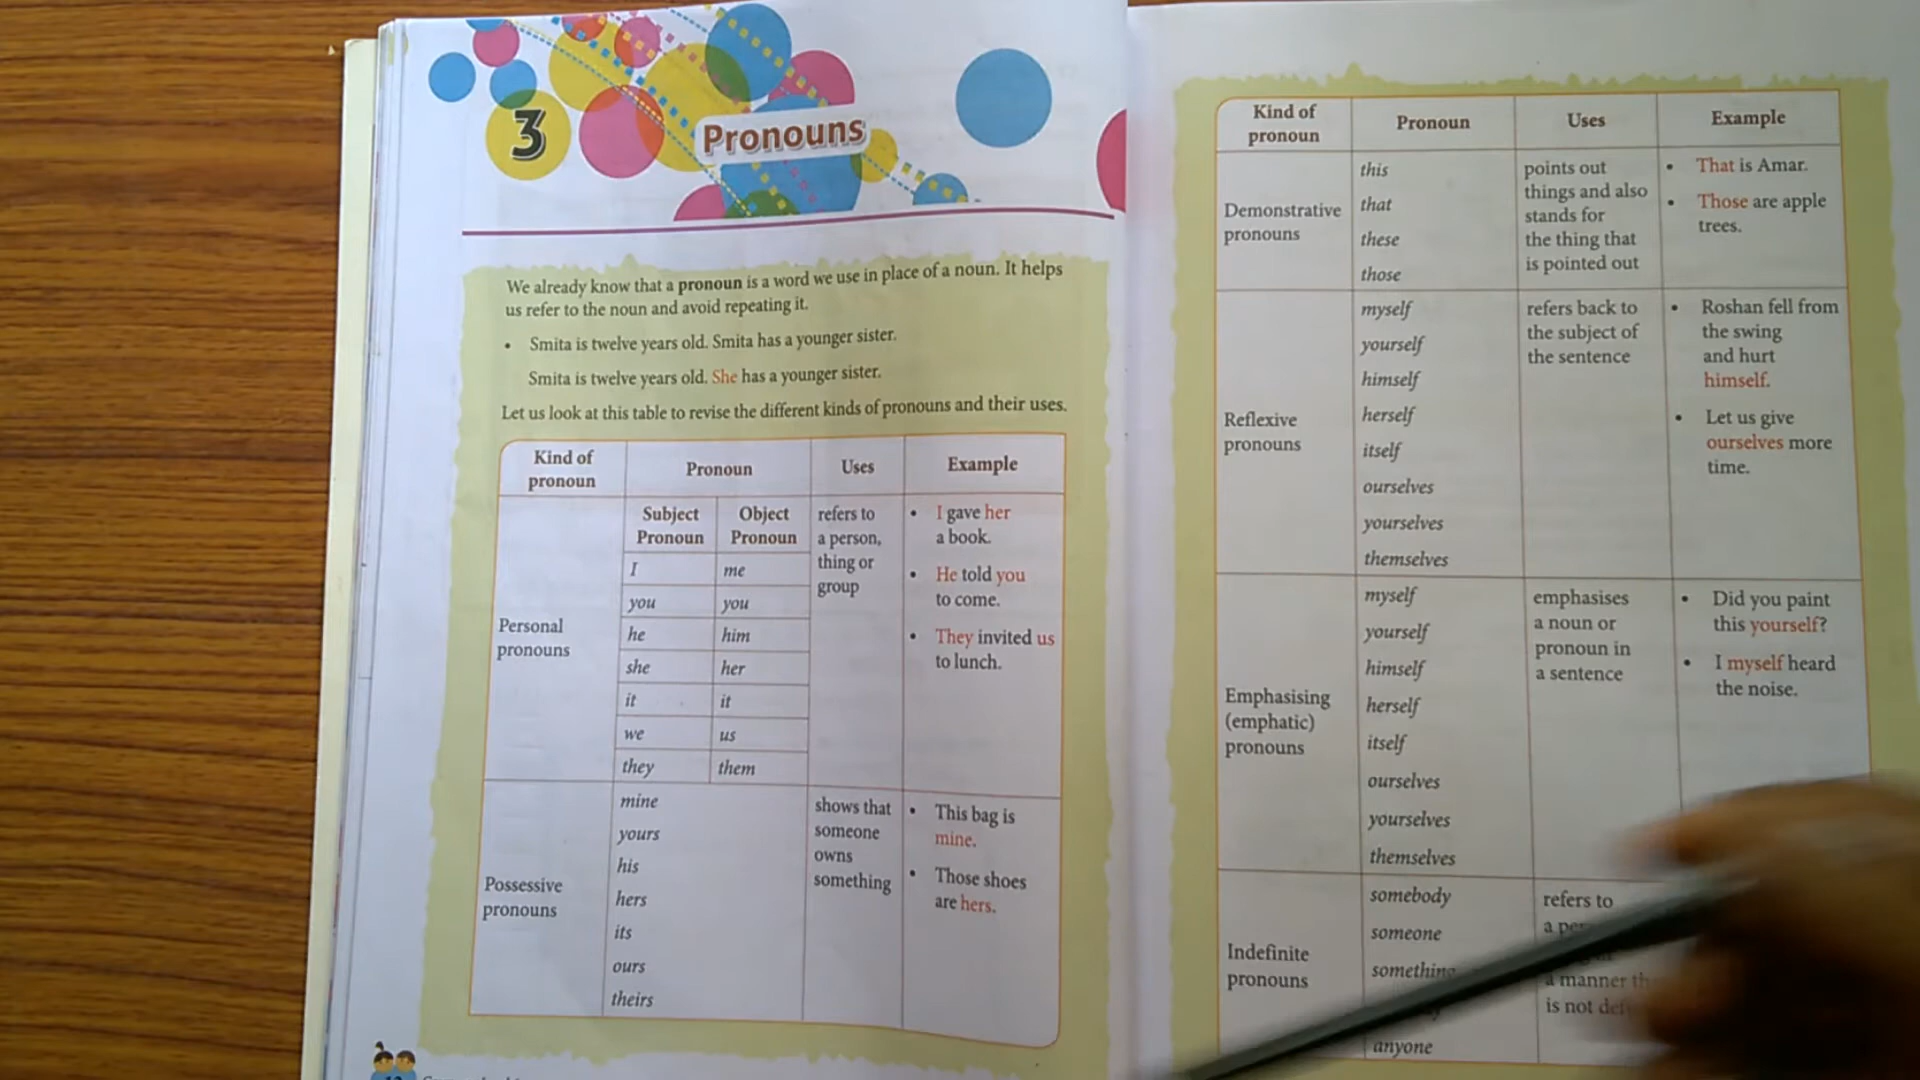 3
Pronouns
We already know that a pronoun is a word we use in place of a noun. It helps
us refer to the noun and avoid repeating it.
• Smita is twelve years old. Smita has a younger sister.
Smita is twelve years old. She has a younger sister.
Let us look at this table to revise the different kinds of pronouns and their uses.
Kind of
pronoun
Pronoun
Uses
Example
Personal
pronouns
Subject
Pronoun
Object
Pronoun
I me
you you
he him
she her
it it
we us
they them
refers to
a person,
thing or
group
• I gave her
a book.
• He told you
to come.
• They invited us
to lunch.
Possessive
pronouns
mine
yours
his
hers
its
ours
theirs
shows that
someone
owns
something
• This bag is
mine.
• Those shoes
are hers.
Kind of
pronoun
Pronoun
Uses
Example
Demonstrative
pronouns
this
that
these
those
points out
things and also
stands for
the thing that
is pointed out
• That is Amar.
• Those are apple
trees.
Reflexive
pronouns
myself
yourself
himself
herself
itself
ourselves
yourselves
themselves
refers back to
the subject of
the sentence
• Roshan fell from
the swing
and hurt
himself.
• Let us give
ourselves more
time.
Emphasising
(emphatic)
pronouns
myself
yourself
himself
herself
itself
ourselves
yourselves
themselves
emphasises
a noun or
pronoun in
a sentence
• Did you paint
this yourself?
• I myself heard
the noise.
Indefinite
pronouns
somebody
someone
something
anyone
refers to
a
a manner
is not